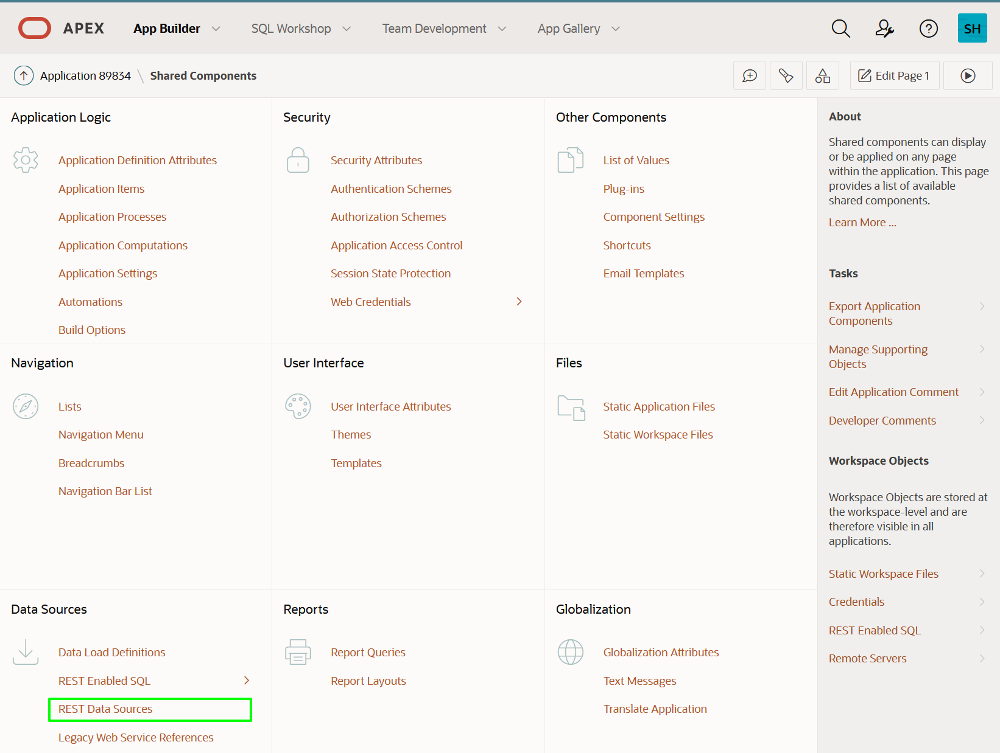 APEX
App Builder
SQL Workshop
Team Development
App Gallery
SH
Application 89834
Shared Components
Edit Page 1
Application Logic
Application Definition Attributes
Application Items
Application Processes
Application Computations
Application Settings
Automations
Build Options
Security
Security Attributes
Authentication Schemes
Authorization Schemes
Application Access Control
Session State Protection
Web Credentials
Other Components
List of Values
Plug-ins
Component Settings
Shortcuts
Email Templates
Navigation
Lists
Navigation Menu
Breadcrumbs
Navigation Bar List
User Interface
User Interface Attributes
Themes
Templates
Files
Static Application Files
Static Workspace Files
Data Sources
Data Load Definitions
REST Enabled SQL
REST Data Sources
Legacy Web Service References
Reports
Report Queries
Report Layouts
Globalization
Globalization Attributes
Text Messages
Translate Application
About
Shared components can display
or be applied on any page
within the application. This page
provides a list of available
shared components.
Learn More ...
Tasks
Export Application
Components
Manage Supporting
Objects
Edit Application Comment
Developer Comments
Workspace Objects
Workspace Objects are stored at
the workspace-level and are
therefore visible in all
applications.
Static Workspace Files
Credentials
REST Enabled SQL
Remote Servers